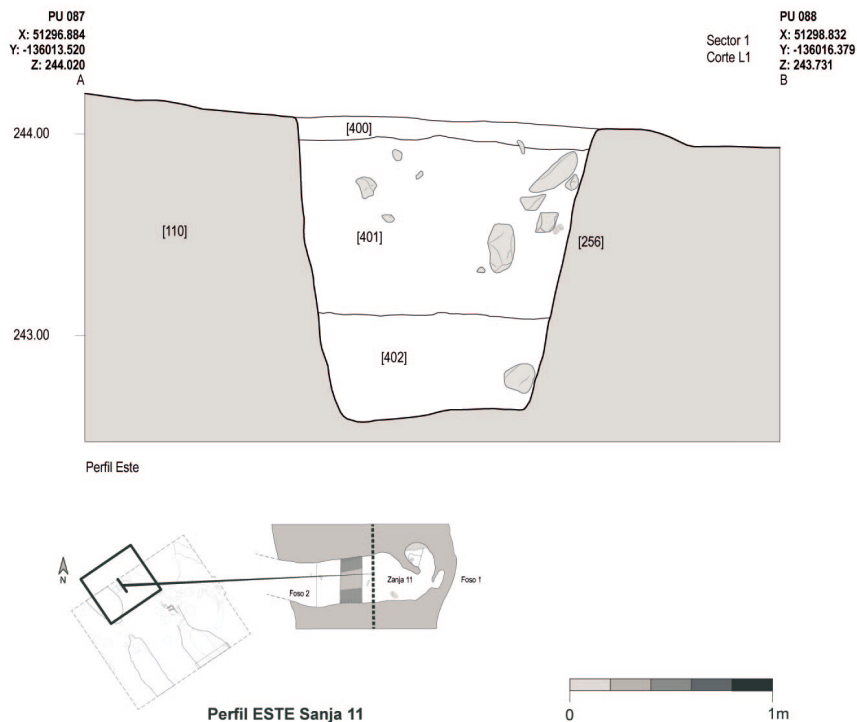 PU 087
X: 51296.884
Y: -136013.520
Z: 244.020
A
PU 088
X: 51298.832
Y: -136016.379
Z: 243.731
B
Sector 1
Corte L1
244.00
[400]
[110]
[401]
[256]
243.00
[402]
Perfil Este
N
Foso 2
Zanja 11
Foso 1
Perfil ESTE Sanja 11
0
1m